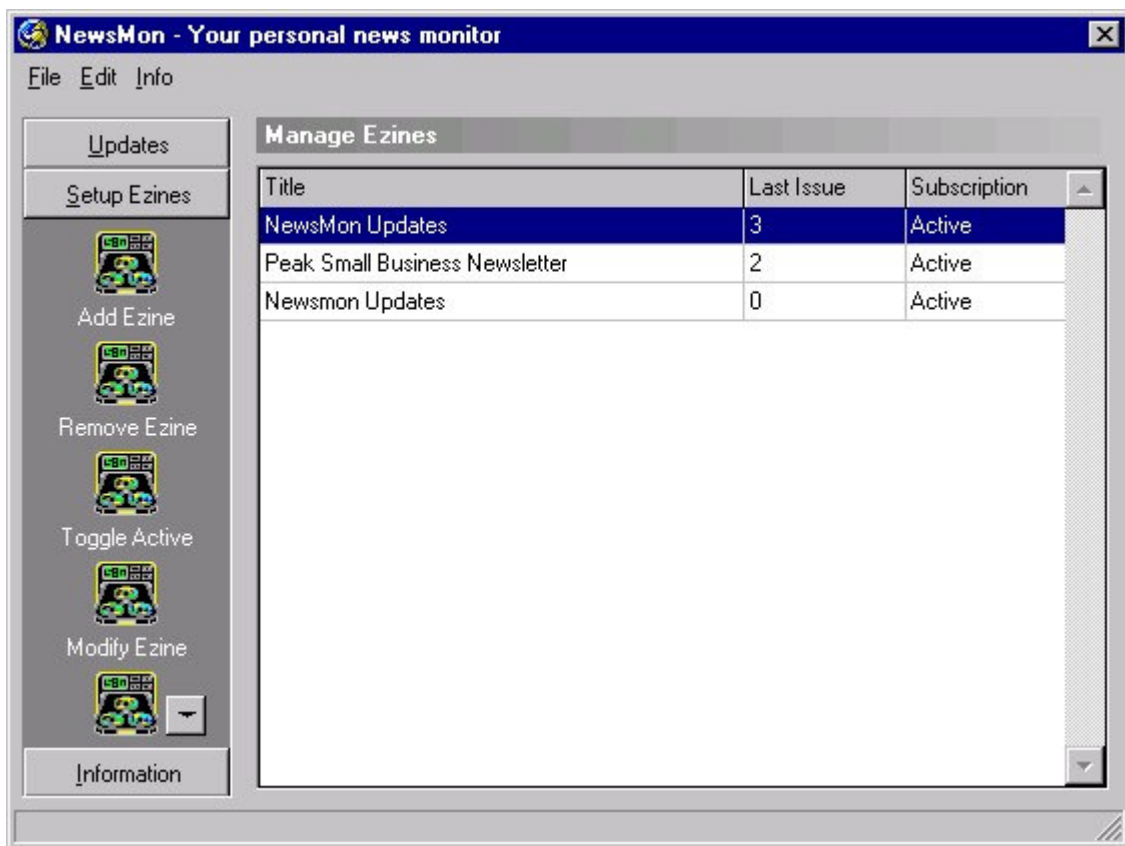 NewsMon - Your personal news monitor
File Edit Info
Updates
Setup Ezines
Add Ezine
Remove Ezine
Toggle Active
Modify Ezine
Information
Manage Ezines
Title Last Issue Subscription
NewsMon Updates 3 Active
Peak Small Business Newsletter 2 Active
Newsmon Updates 0 Active